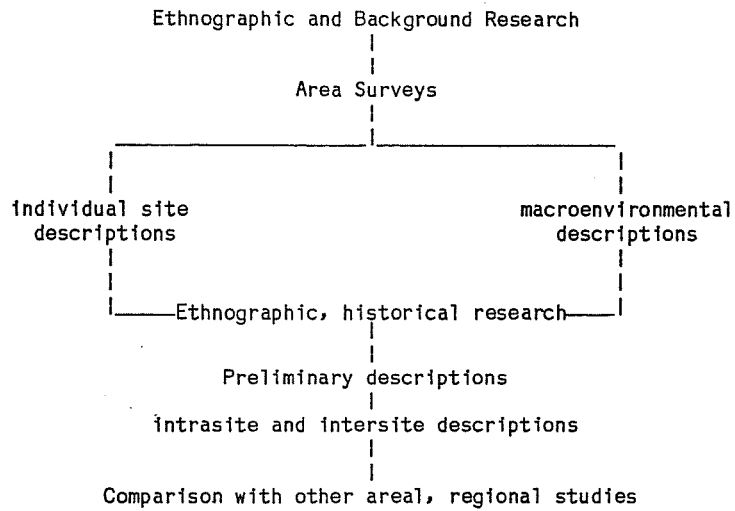 Ethnographic and Background Research
Area Surveys
individual site
descriptions
macroenvironmental
descriptions
Ethnographic, historical research
Preliminary descriptions
intrasite and intersite descriptions
Comparison with other areal, regional studies